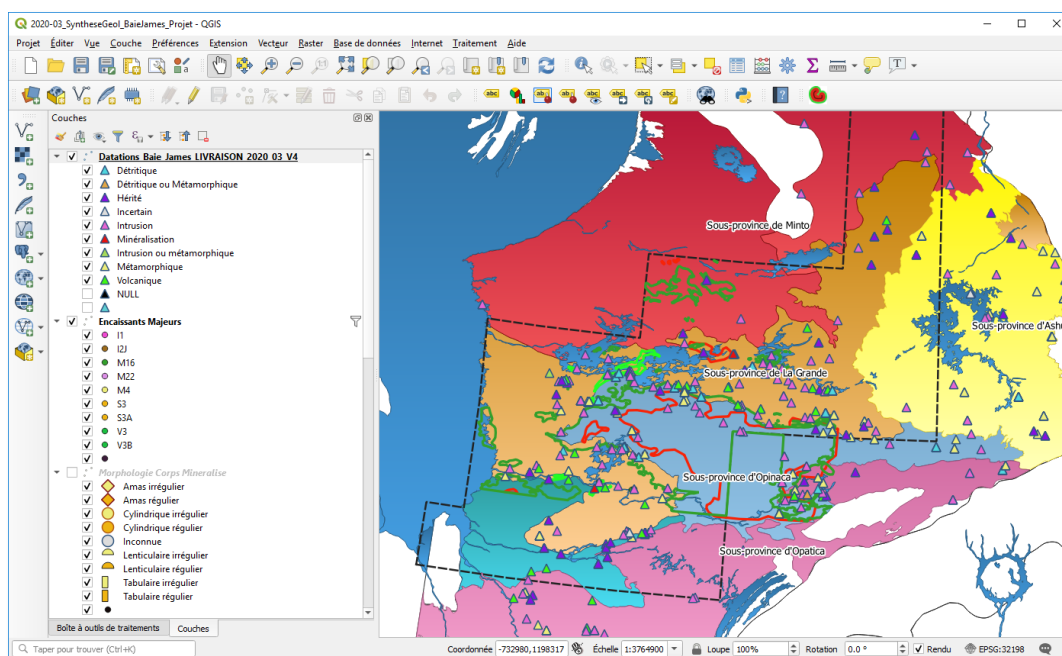 2020-03_SyntheseGeol_BaieJames_Projet - QGIS
Projet Éditer Vue Couche Préférences Extension Vecteur Raster Base de données Internet Traitement Aide
Couches
Datations Baie James LIVRAISON 2020 03 V4
Détritique
Détritique ou Métamorphique
Hérité
Incertain
Intrusion
Minéralisation
Intrusion ou métamorphique
Métamorphique
Volcanique
NULL
Encaissants Majeurs
I1
I2J
M16
M22
M4
S3
S3A
V3
V3B
Morphologie Corps Mineralise
Amas irrégulier
Amas régulier
Cylindrique irrégulier
Cylindrique régulier
Inconnue
Lenticulaire irrégulier
Lenticulaire régulier
Tabulaire irrégulier
Tabulaire régulier
Boîte à outils de traitements Couches
Sous-province de Minto
Sous-province d'Ashu
Sous-province de La Grande
Sous-province d'Opinaca
Sous-province d'Opatica
Taper pour trouver (Ctrl+K) Coordonnée -732980,1198317 Échelle 1:3764900 Loupe 100% Rotation 0.0 ° Rendu EPSG:32198